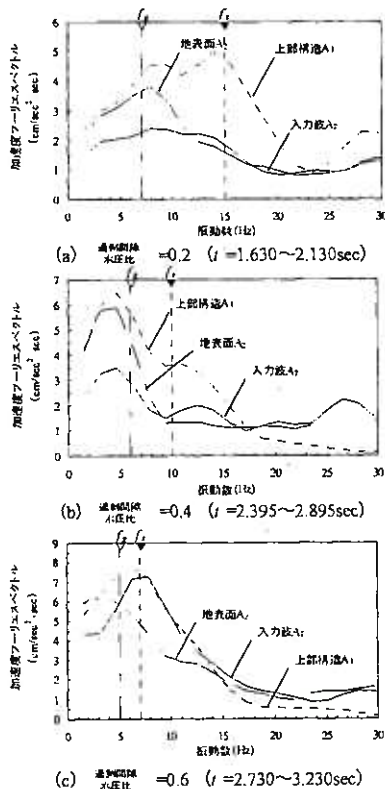 fg fs
地表面A2
上部構造A1
入力波A7
加速度フーリエスペクトル
(cm/sec² sec)
6
5
4
3
2
1
0
0 5 10 15 20 25 30
振動数(Hz)
(a) 過剰間隙水圧比 =0.2 (t =1.630～2.130sec)
fg fs
上部構造A1
地表面A2
入力波A7
加速度フーリエスペクトル
(cm/sec² sec)
7
6
5
4
3
2
1
0
0 5 10 15 20 25 30
振動数(Hz)
(b) 過剰間隙水圧比 =0.4 (t =2.395～2.895sec)
fg fs
地表面A2
入力波A7
上部構造A1
加速度フーリエスペクトル
(cm/sec²·sec)
9
8
7
6
5
4
3
2
1
0
0 5 10 15 20 25 30
振動数(Hz)
(c) 過剰間隙水圧比 =0.6 (t =2.730～3.230sec)